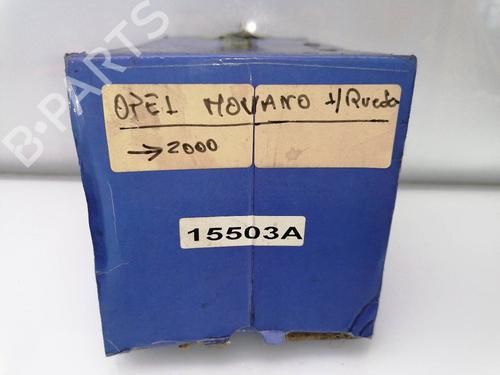 B-PARTS
OPEL MOVANO 1/Rueda
→2000
15503A